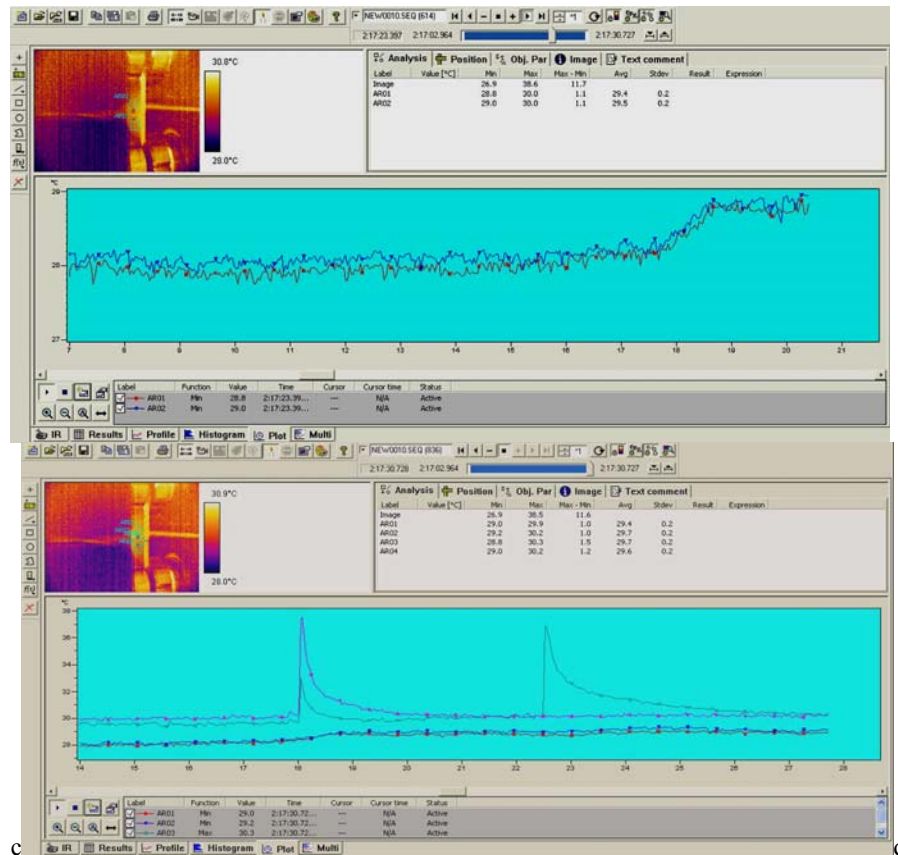 NEW0010.SEQ (614)
2:17:23.397 2:17:02.964 2:17:30.727
30.8°C
28.0°C
Analysis Position Obj. Par Image Text comment
Label Value [°C] Min Max Max - Min Avg Stdev Result Expression
Image 26.9 38.6 11.7
AR01 28.8 30.0 1.1 29.4 0.2
AR02 29.0 30.0 1.1 29.5 0.2
°C
29
28
27
7 8 9 10 11 12 13 14 15 16 17 18 19 20 21
Label Function Value Time Cursor Cursor time Status
AR01 Min 28.8 2:17:23.39... --- N/A Active
AR02 Min 29.0 2:17:23.39... --- N/A Active
IR Results Profile Histogram Plot Multi
NEW0010.SEQ (836)
2:17:30.728 2:17:02.964 2:17:30.727
30.9°C
28.0°C
Analysis Position Obj. Par Image Text comment
Label Value [°C] Min Max Max - Min Avg Stdev Result Expression
Image 26.9 38.5 11.6
AR01 29.0 29.9 1.0 29.4 0.2
AR02 29.2 30.2 1.0 29.7 0.2
AR03 28.8 30.3 1.5 29.7 0.2
AR04 29.0 30.2 1.2 29.6 0.2
°C
38
36
34
32
30
28
14 15 16 17 18 19 20 21 22 23 24 25 26 27 28
Label Function Value Time Cursor Cursor time Status
AR01 Min 29.0 2:17:30.72... --- N/A Active
AR02 Min 29.2 2:17:30.72... --- N/A Active
AR03 Max 30.3 2:17:30.72... --- N/A Active
c
IR Results Profile Histogram Plot Multi